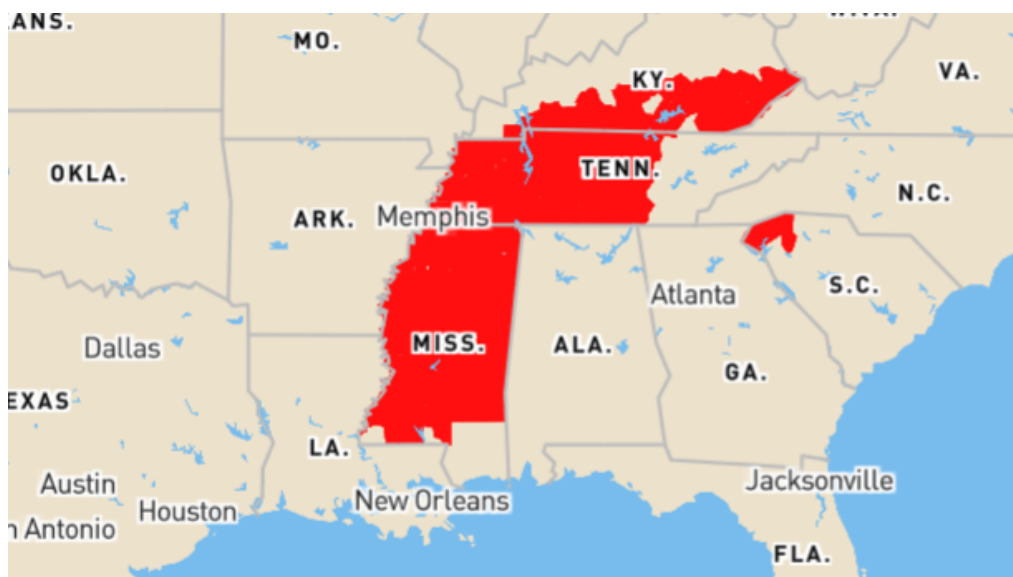 ANS.
MO.
KY.
VA.
OKLA.
TENN.
N.C.
ARK.
Memphis
S.C.
Atlanta
Dallas
MISS.
ALA.
GA.
EXAS
LA.
Austin
Houston
New Orleans
Jacksonville
n Antonio
FLA.